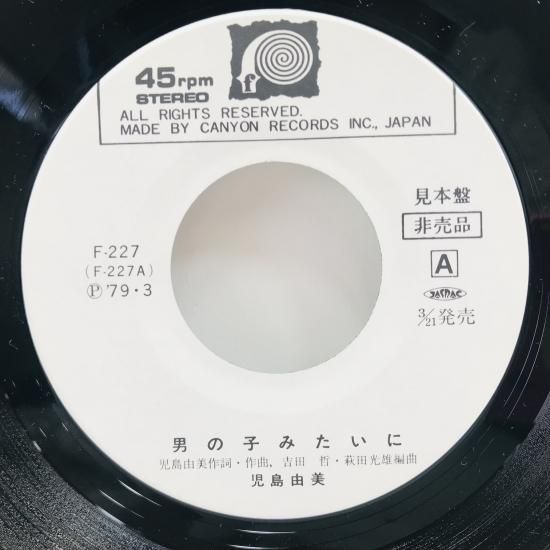 f
45rpm
STEREO
ALL RIGHTS RESERVED.
MADE BY CANYON RECORDS INC., JAPAN
見本盤
非売品
F-227
(F-227A)
Ⓟ'79・3
A
JASRAC
3/21発売
男の子みたいに
児島由美作詞・作曲, 吉田 哲・萩田光雄編曲
児島由美